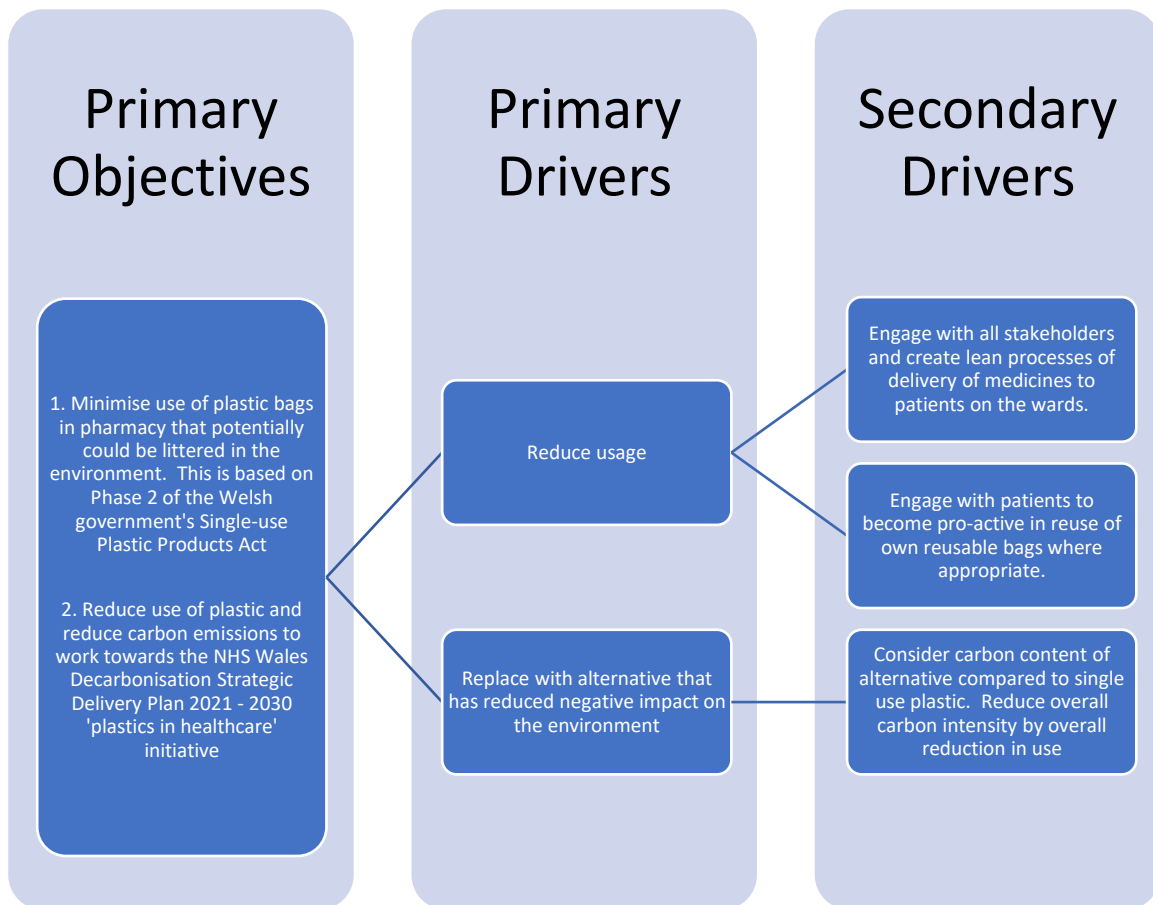 Primary
Objectives
1. Minimise use of plastic bags
in pharmacy that potentially
could be littered in the
environment.  This is based on
Phase 2 of the Welsh
government's Single-use
Plastic Products Act
2. Reduce use of plastic and
reduce carbon emissions to
work towards the NHS Wales
Decarbonisation Strategic
Delivery Plan 2021 - 2030
'plastics in healthcare'
initiative
Primary
Drivers
Reduce usage
Replace with alternative that
has reduced negative impact on
the environment
Secondary
Drivers
Engage with all stakeholders
and create lean processes of
delivery of medicines to
patients on the wards.
Engage with patients to
become pro-active in reuse of
own reusable bags where
appropriate.
Consider carbon content of
alternative compared to single
use plastic.  Reduce overall
carbon intensity by overall
reduction in use